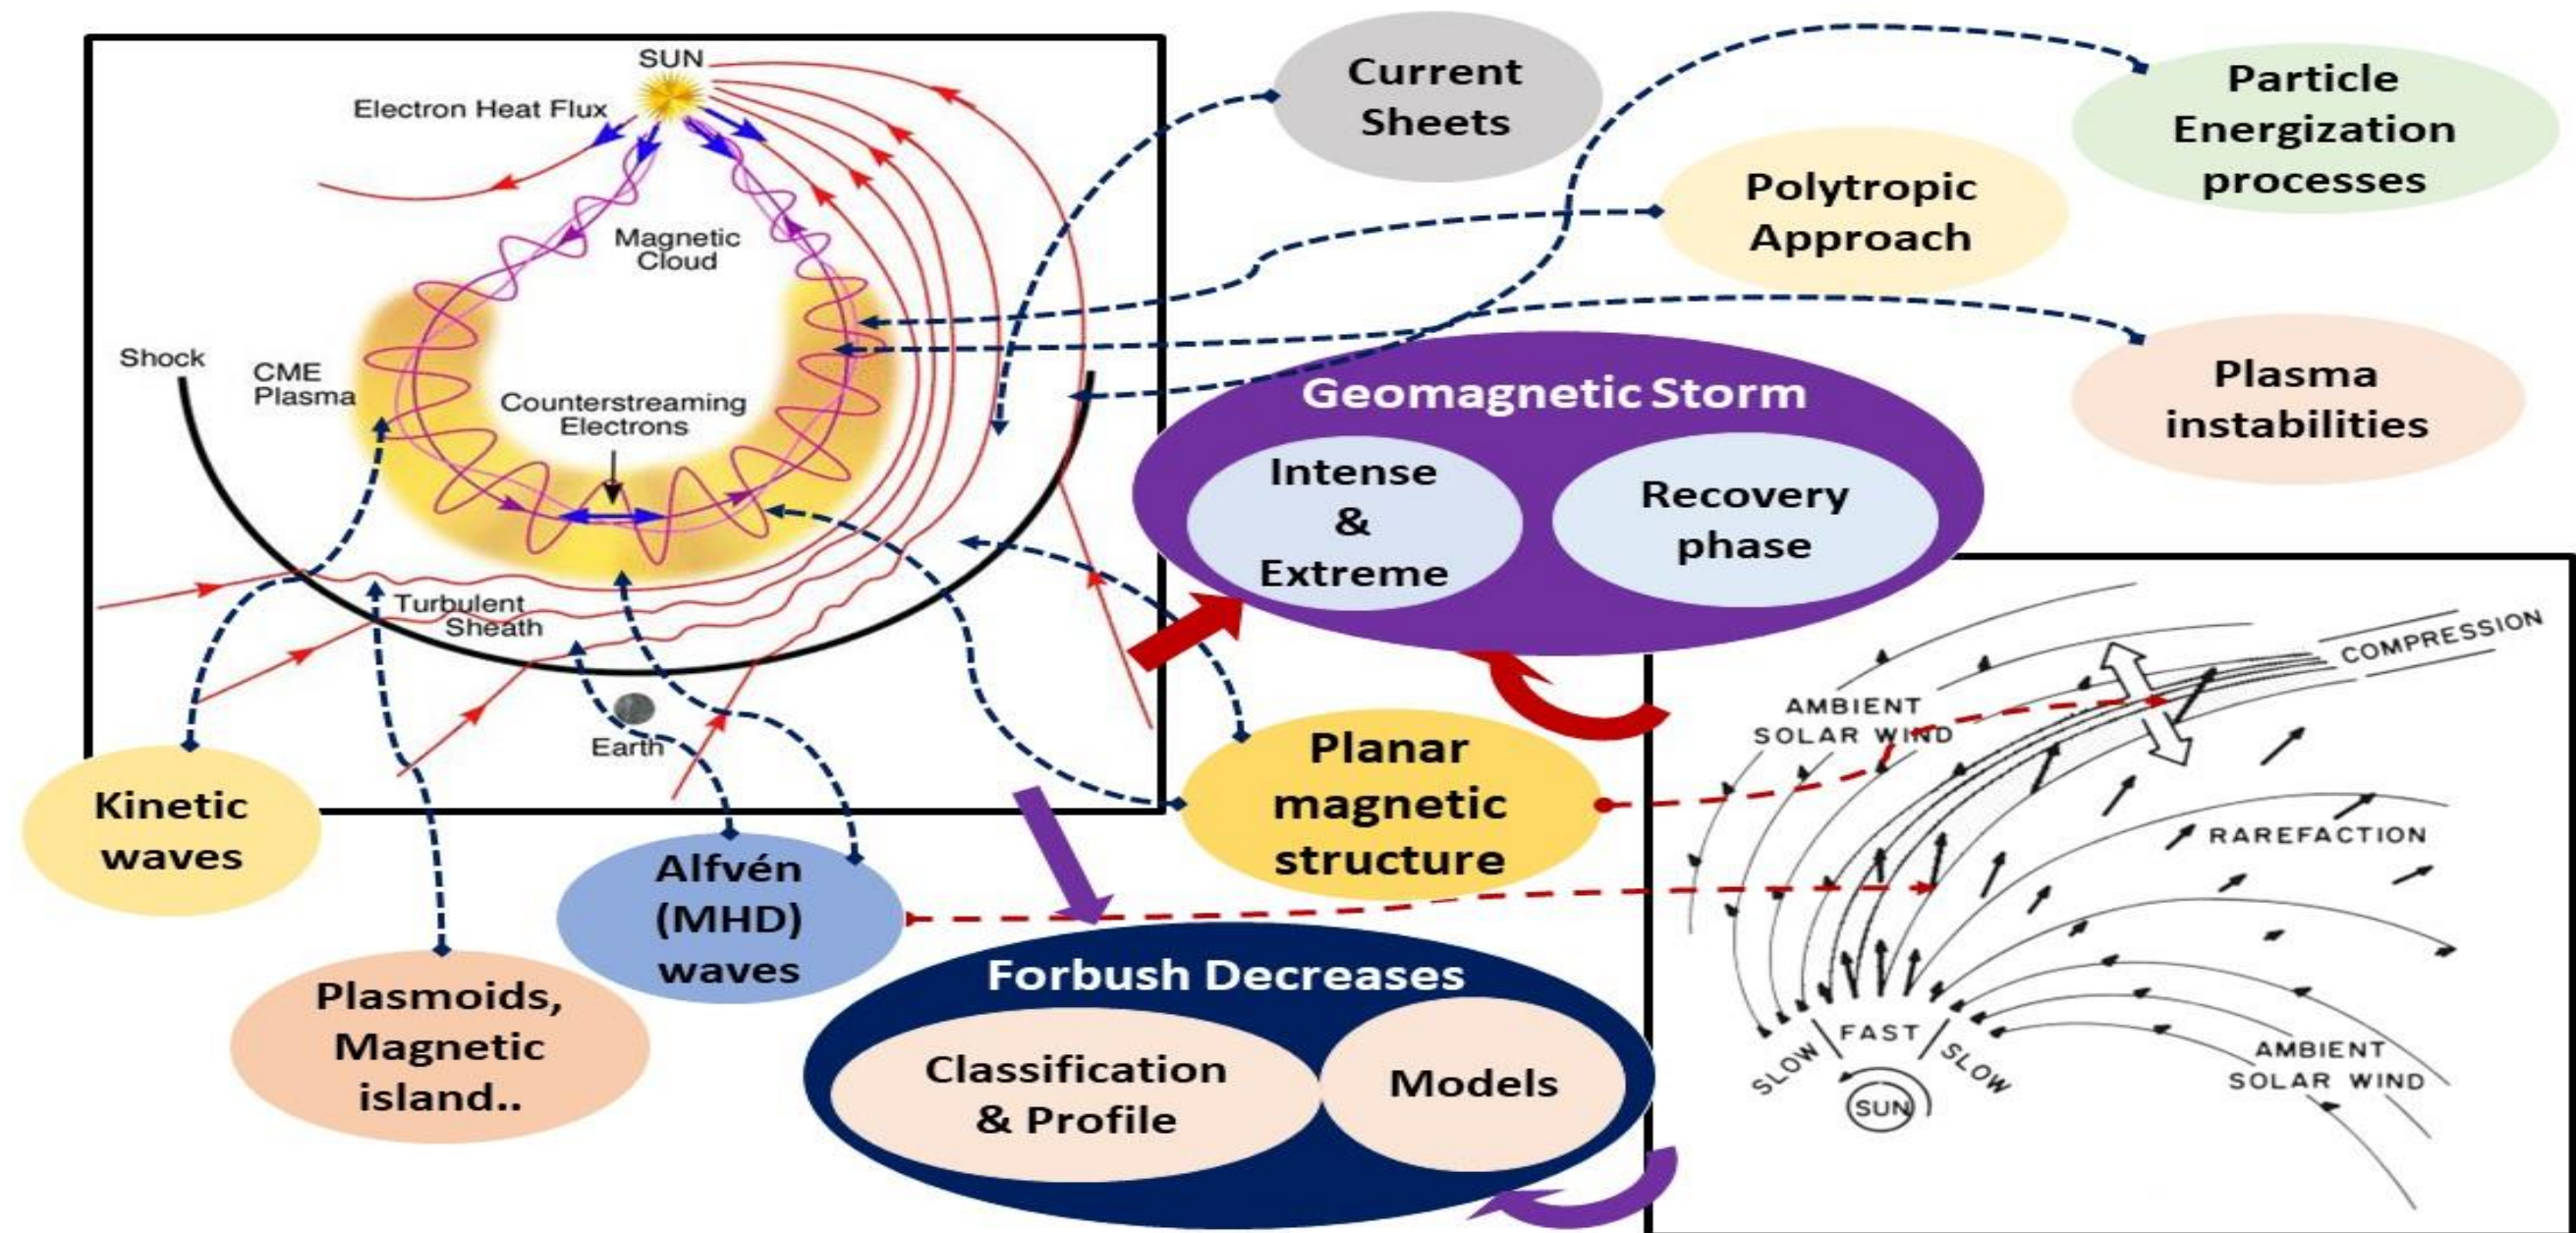 SUN
Electron Heat Flux
Magnetic
Cloud
Shock
CME
Plasma
Counterstreaming
Electrons
Turbulent
Sheath
Earth
Current
Sheets
Particle
Energization
processes
Polytropic
Approach
Plasma
instabilities
Geomagnetic Storm
Intense
&
Extreme
Recovery
phase
Planar
magnetic
structure
Kinetic
waves
Alfvén
(MHD)
waves
Plasmoids,
Magnetic
island..
Forbush Decreases
Classification
& Profile
Models
COMPRESSION
AMBIENT
SOLAR WIND
RAREFACTION
SLOW
FAST
SLOW
SUN
AMBIENT
SOLAR WIND